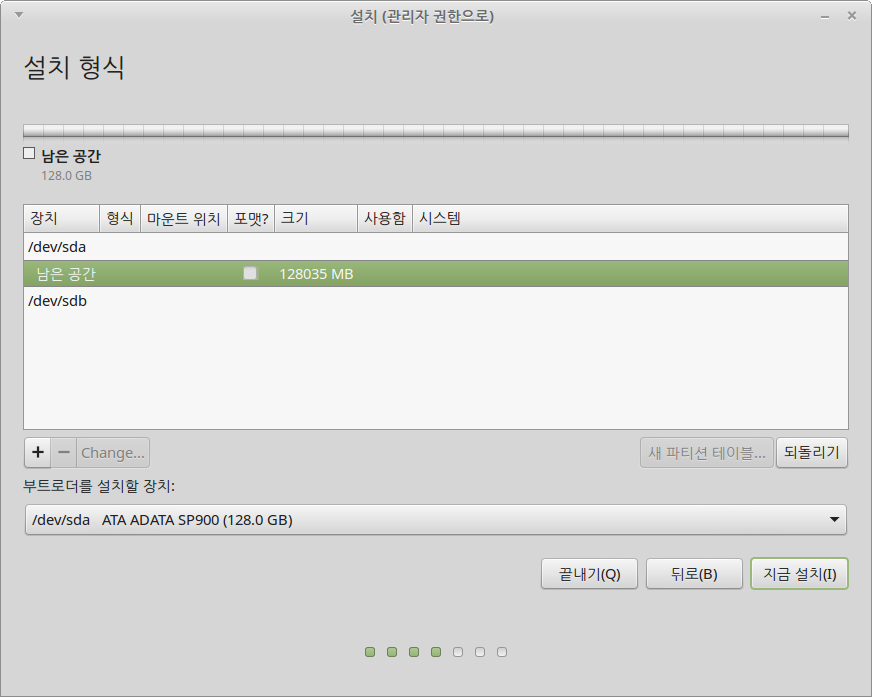 설치 (관리자 권한으로)
설치 형식
남은 공간
128.0 GB
장치 형식 마운트 위치 포맷? 크기 사용함 시스템
/dev/sda
남은 공간 128035 MB
/dev/sdb
+ − Change... 새 파티션 테이블... 되돌리기
부트로더를 설치할 장치:
/dev/sda ATA ADATA SP900 (128.0 GB)
끝내기(Q) 뒤로(B) 지금 설치(I)